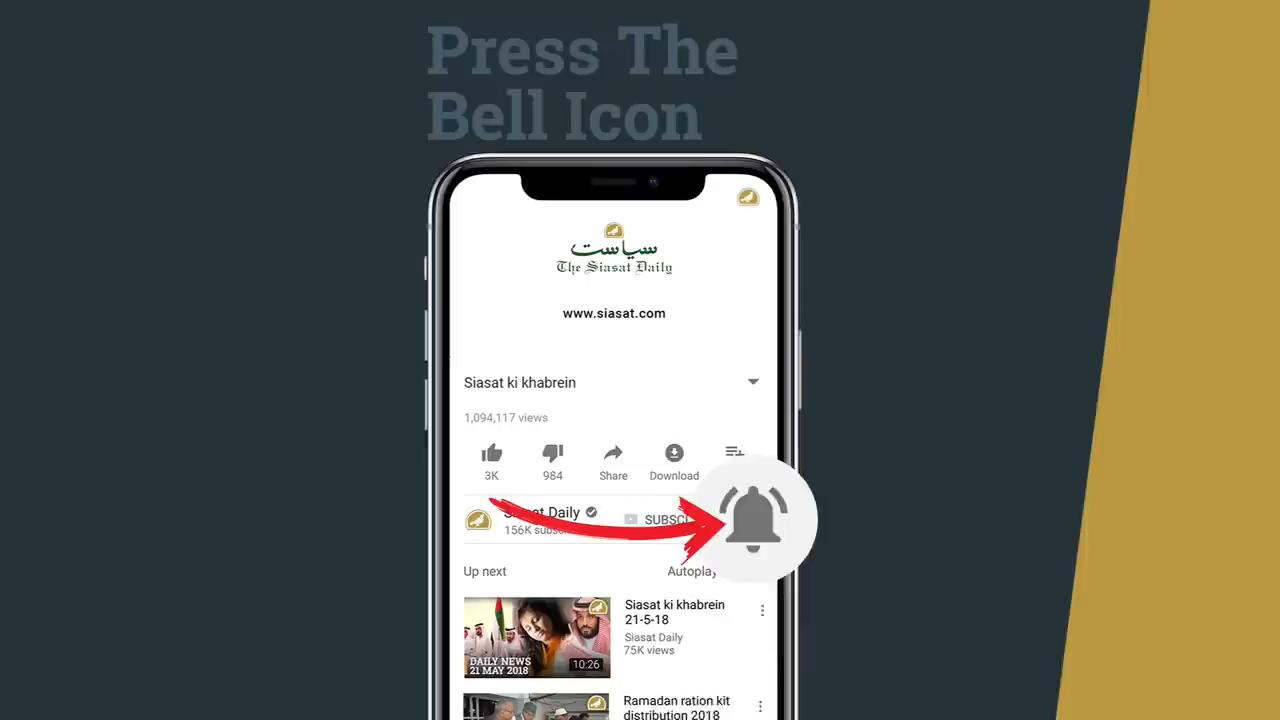 Press The
Bell Icon
سیاست
The Siasat Daily
www.siasat.com
Siasat ki khabrein
1,094,117 views
3K
984
Share
Download
Siasat Daily
SUBSC
156K subsc
Up next
Autoplay
Siasat ki khabrein
21-5-18
Siasat Daily
75K views
DAILY NEWS
21 MAY 2018
10:26
Ramadan ration kit
distribution 2018